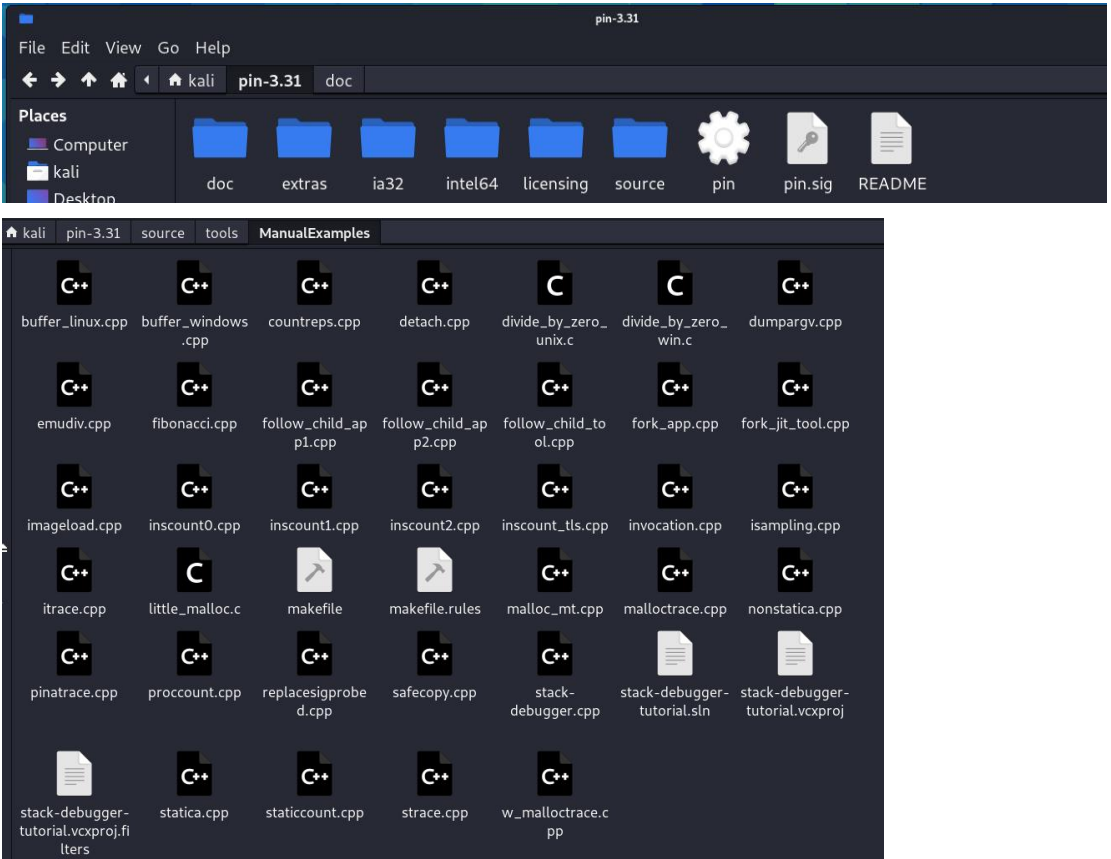 pin-3.31
File Edit View Go Help
kali pin-3.31 doc
Places
Computer
kali
Desktop
doc extras ia32 intel64 licensing source pin pin.sig README
kali pin-3.31 source tools ManualExamples
C++ C++ C++ C++ C C C++
buffer_linux.cpp buffer_windows countreps.cpp detach.cpp divide_by_zero_ divide_by_zero_ dumpargv.cpp
.cpp unix.c win.c
C++ C++ C++ C++ C++ C++ C++
emudiv.cpp fibonacci.cpp follow_child_ap follow_child_ap follow_child_to fork_app.cpp fork_jit_tool.cpp
p1.cpp p2.cpp ol.cpp
C++ C++ C++ C++ C++ C++ C++
imageload.cpp inscount0.cpp inscount1.cpp inscount2.cpp inscount_tls.cpp invocation.cpp isampling.cpp
C++ C C++ C++ C++
itrace.cpp little_malloc.c makefile makefile.rules malloc_mt.cpp malloctrace.cpp nonstatica.cpp
C++ C++ C++ C++ C++
pinatrace.cpp proccount.cpp replacesigprobe safecopy.cpp stack- stack-debugger- stack-debugger-
d.cpp debugger.cpp tutorial.sln tutorial.vcxproj
C++ C++ C++ C++
stack-debugger- statica.cpp staticcount.cpp strace.cpp w_malloctrace.c
tutorial.vcxproj.fi pp
lters